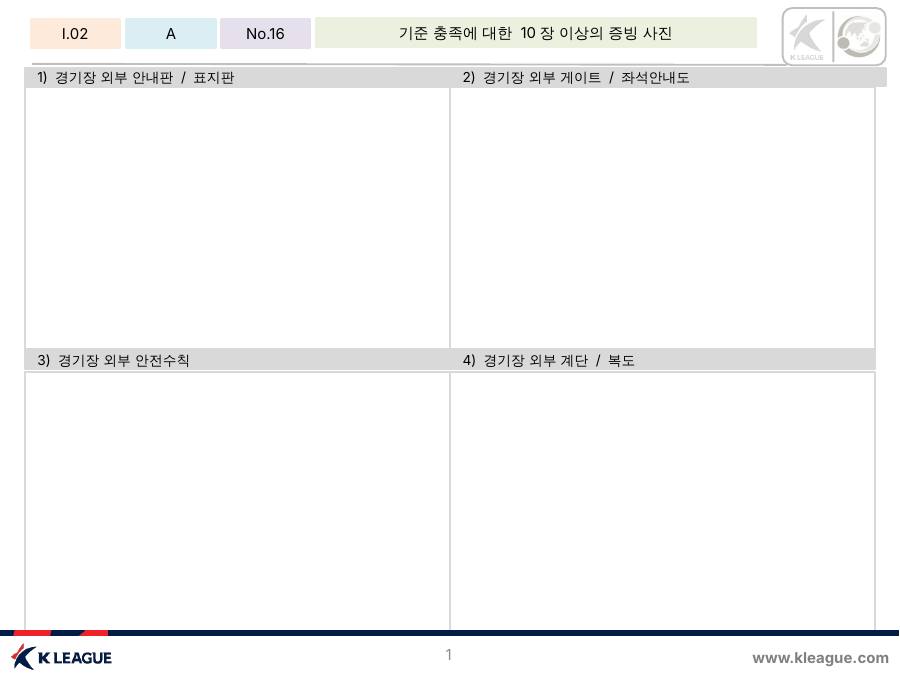 I.02
A
No.16
기준 충족에 대한 10 장 이상의 증빙 사진
K LEAGUE
1) 경기장 외부 안내판 / 표지판
2) 경기장 외부 게이트 / 좌석안내도
3) 경기장 외부 안전수칙
4) 경기장 외부 계단 / 복도
K LEAGUE
1
www.kleague.com